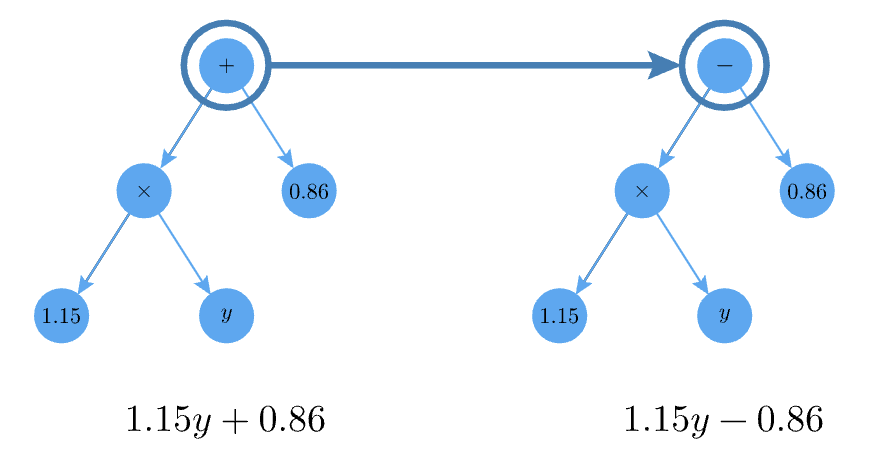 + −
× 0.86 × 0.86
1.15 y 1.15 y
1.15y + 0.86 1.15y − 0.86